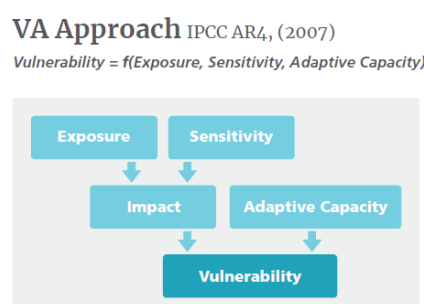 VA Approach IPCC AR4, (2007)
Vulnerability = f(Exposure, Sensitivity, Adaptive Capacity)
Exposure Sensitivity
Impact Adaptive Capacity
Vulnerability